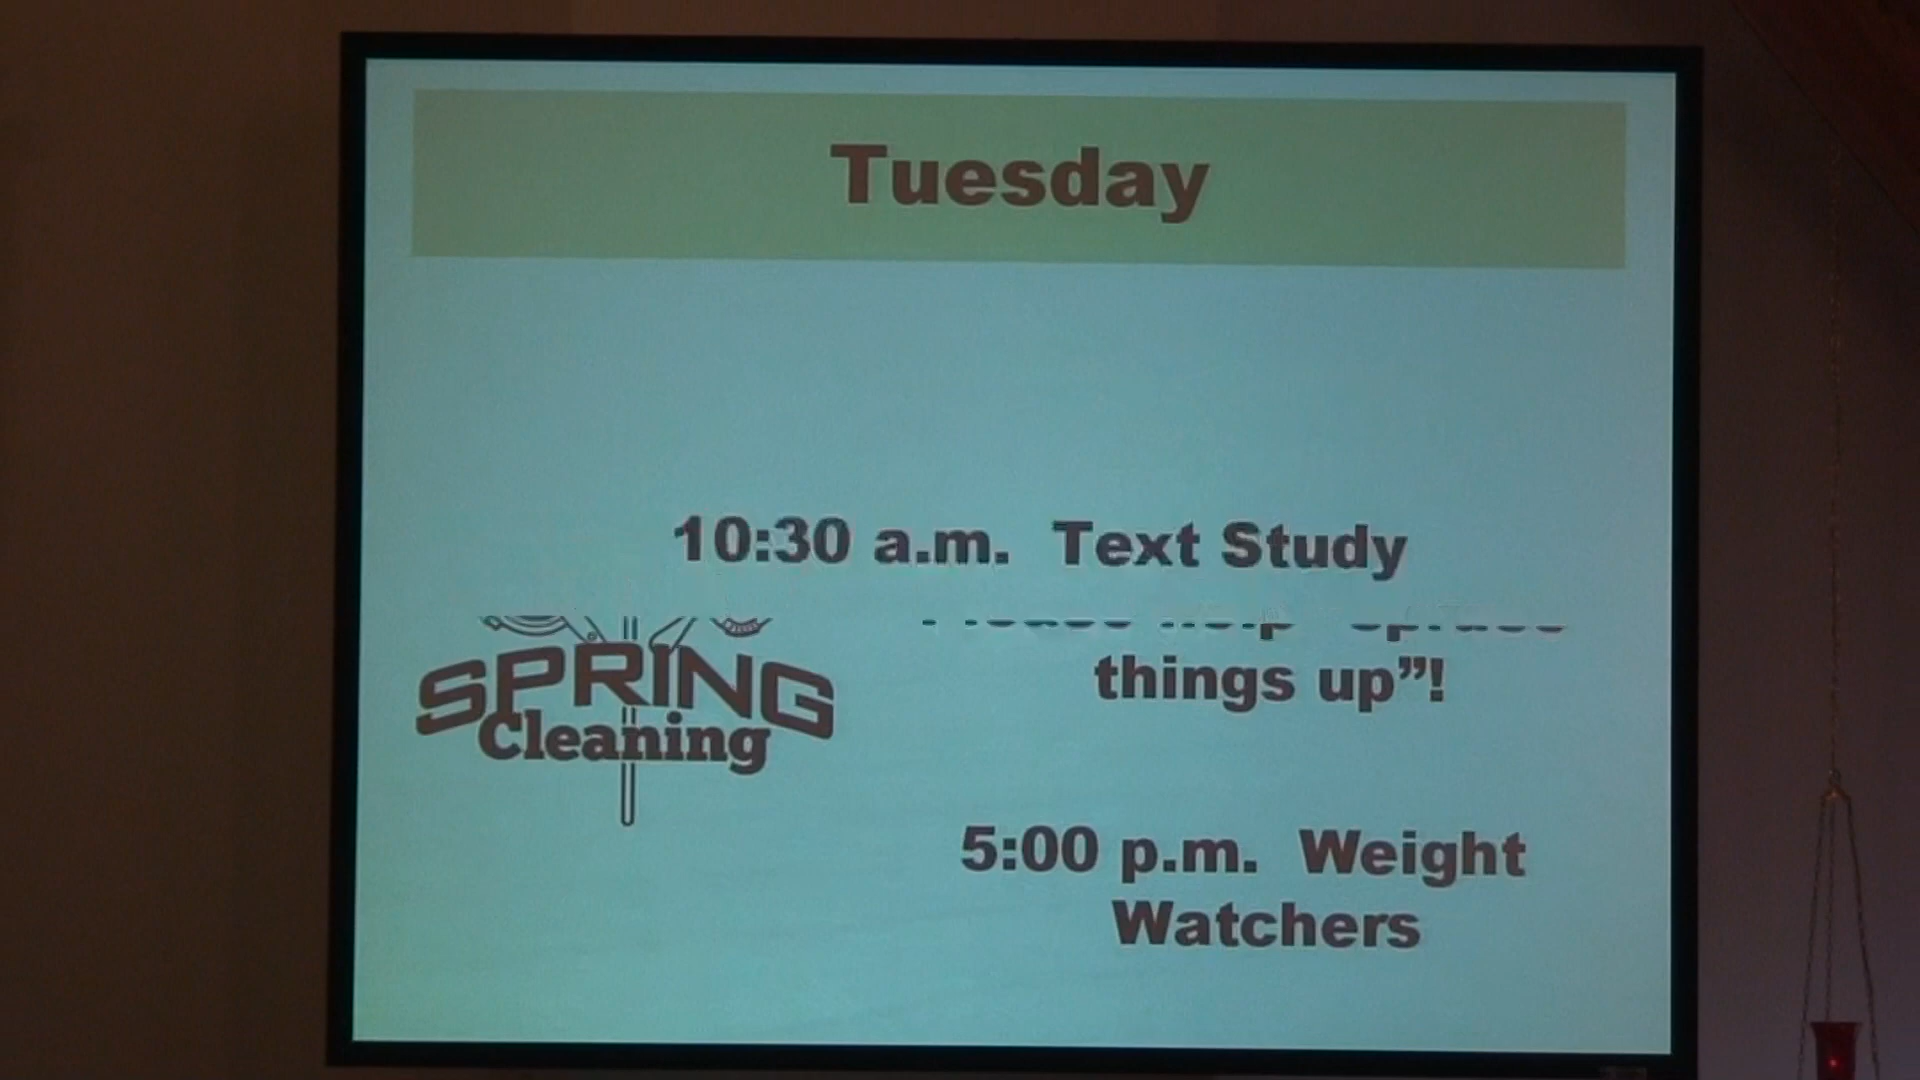 Tuesday
10:30 a.m. Text Study
SPRING
Cleaning
things up”!
5:00 p.m. Weight
Watchers